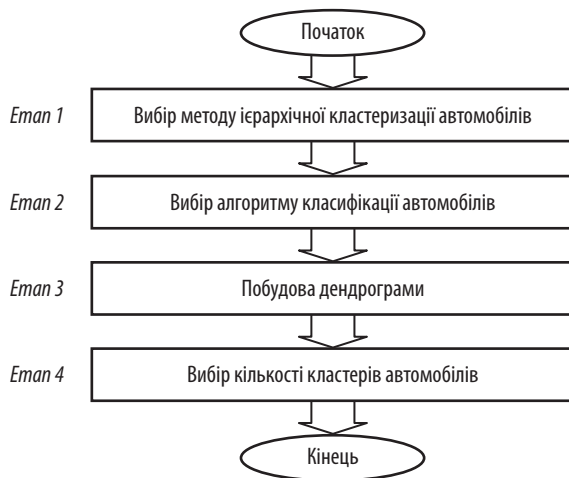 Початок
Етап 1 Вибір методу ієрархічної кластеризації автомобілів
Етап 2 Вибір алгоритму класифікації автомобілів
Етап 3 Побудова дендрограми
Етап 4 Вибір кількості кластерів автомобілів
Кінець